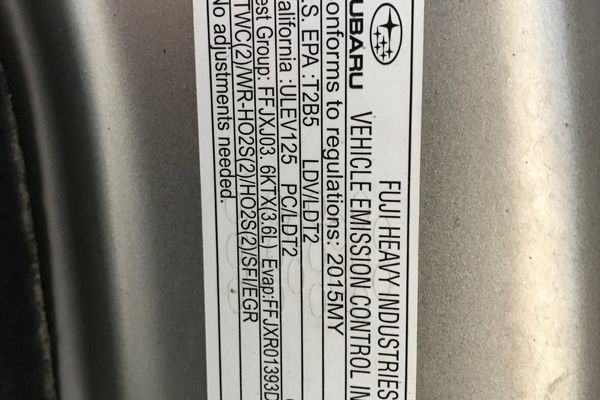 FUJI HEAVY INDUSTRIES
SUBARU VEHICLE EMISSION CONTROL IN
onforms to regulations: 2015MY
.S. EPA :T2B5 LDV/LDT2
alifornia :ULEV125 PC/LDT2
est Group: FFJXJ03. 6KTX(3.6L) Evap:FFJXR01393D
TWC(2)/WR-HO2S(2)/HO2S(2)/SFI/EGR
No adjustments needed.